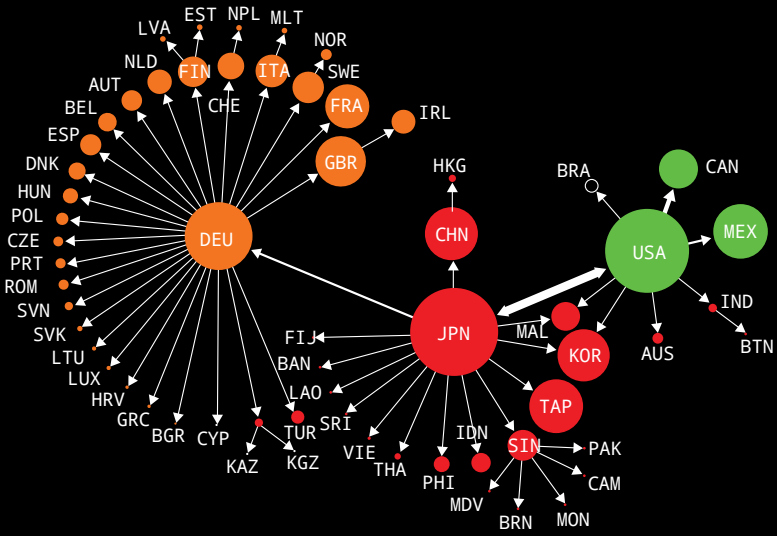 EST
NPL
MLT
LVA
NOR
NLD
FIN
ITA
SWE
AUT
CHE
FRA
BEL
IRL
ESP
GBR
DNK
HKG
BRA
CAN
HUN
POL
CHN
MEX
CZE
DEU
USA
PRT
ROM
SVN
IND
SVK
FIJ
JPN
MAL
BTN
LTU
BAN
KOR
AUS
LUX
LAO
HRV
TAP
GRC
SRI
BGR
CYP
TUR
IDN
VIE
SIN
PAK
KAZ
KGZ
THA
PHI
CAM
MDV
BRN
MON